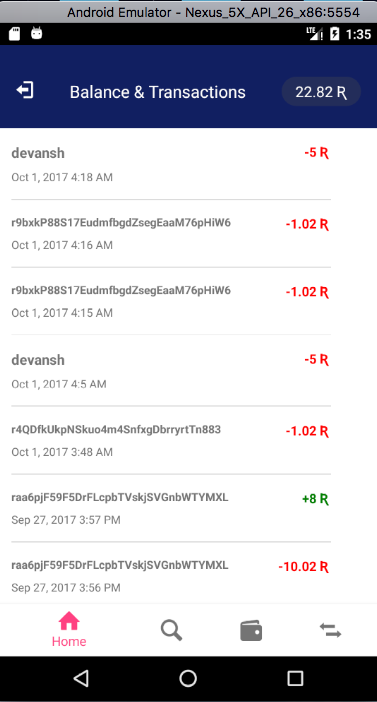 Android Emulator - Nexus_5X_API_26_x86:5554
LTE 1:35
Balance & Transactions 22.82 Ʀ
devansh -5 Ʀ
Oct 1, 2017 4:18 AM
r9bxkP88S17EudmfbgdZsegEaaM76pHiW6 -1.02 Ʀ
Oct 1, 2017 4:16 AM
r9bxkP88S17EudmfbgdZsegEaaM76pHiW6 -1.02 Ʀ
Oct 1, 2017 4:15 AM
devansh -5 Ʀ
Oct 1, 2017 4:5 AM
r4QDfkUkpNSkuo4m4SnfxgDbrryrtTn883 -1.02 Ʀ
Oct 1, 2017 3:48 AM
raa6pjF59F5DrFLcpbTVskjSVGnbWTYMXL +8 Ʀ
Sep 27, 2017 3:57 PM
raa6pjF59F5DrFLcpbTVskjSVGnbWTYMXL -10.02 Ʀ
Sep 27, 2017 3:56 PM
Home